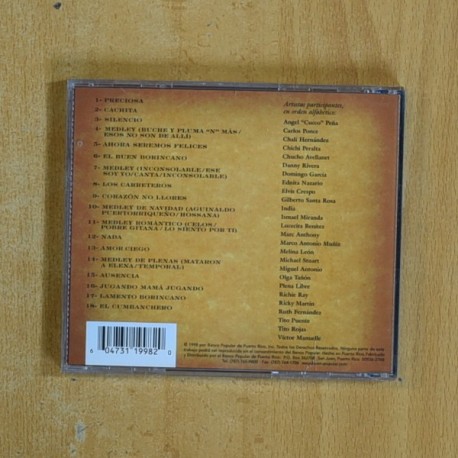 1- PRECIOSA
2- CACHITA
3- SILENCIO
4- MEDLEY (BUCHE Y PLUMA "N" MÁS/
ESOS NO SON DE ALLÍ)
5- AHORA SEREMOS FELICES
6- EL BUEN BORINCANO
7- MEDLEY (INCONSOLABLE/ESE
SOY YO/CANTA/INCONSOLABLE)
8- LOS CARRETEROS
9- CORAZÓN NO LLORES
10- MEDLEY DE NAVIDAD (AGUINALDO
PUERTORRIQUEÑO/HOSSANA)
11- MEDLEY ROMÁNTICO (CELOS/
POBRE GITANA/LO SIENTO POR TI)
12- NADA
13- AMOR CIEGO
14- MEDLEY DE PLENAS (MATARON
A ELENA/TEMPORAL)
15- AUSENCIA
16- JUGANDO MAMÁ JUGANDO
17- LAMENTO BORINCANO
18- EL CUMBANCHERO
Artistas participantes,
en orden alfabético:
Angel "Cucco" Peña
Carlos Ponce
Chalí Hernández
Chichi Peralta
Chucho Avellanet
Danny Rivera
Domingo García
Ednita Nazario
Elvis Crespo
Gilberto Santa Rosa
India
Ismael Miranda
Lucecita Benítez
Marc Anthony
Marco Antonio Muñiz
Melina León
Michael Stuart
Miguel Antonio
Olga Tañón
Plena Libre
Richie Ray
Ricky Martin
Ruth Fernández
Tito Puente
Tito Rojas
Víctor Manuelle
6 04731 19982 0